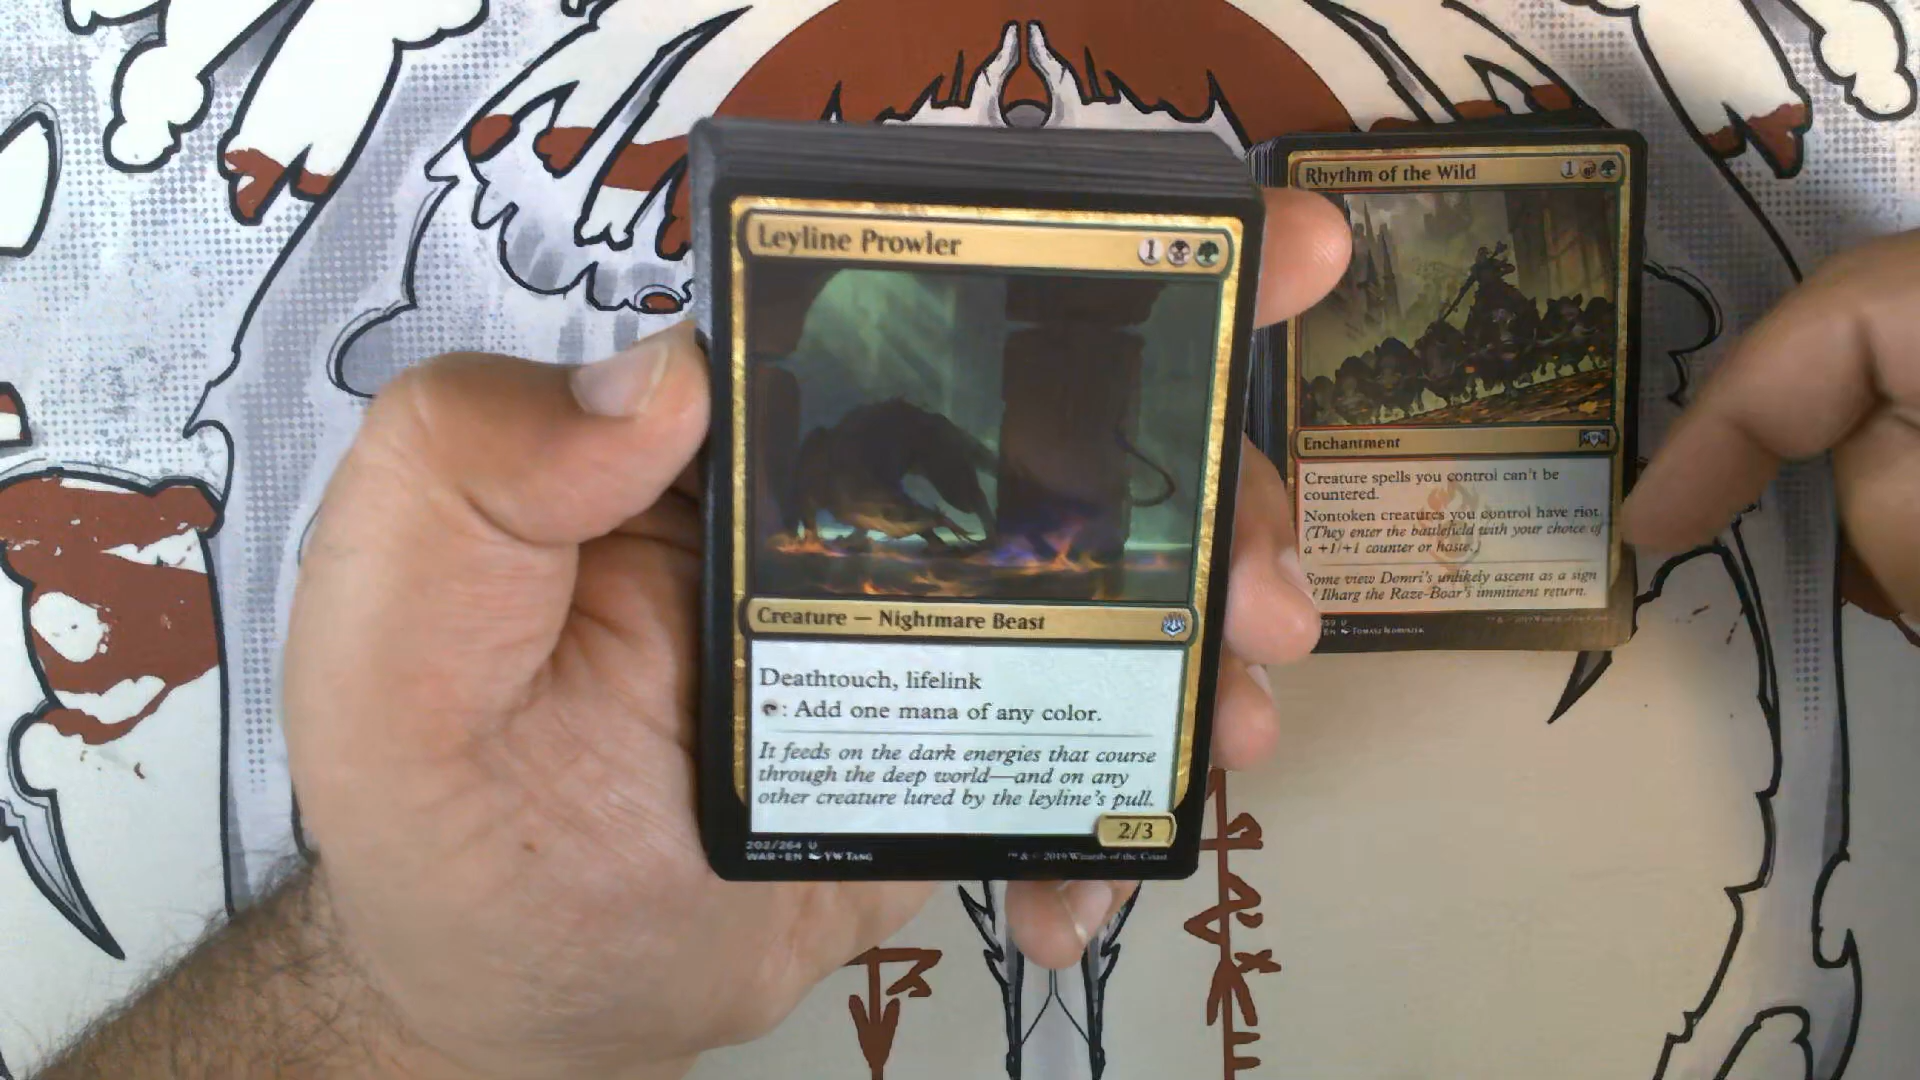 Leyline Prowler 1
Creature — Nightmare Beast
Deathtouch, lifelink
: Add one mana of any color.
It feeds on the dark energies that course
through the deep world—and on any
other creature lured by the leyline's pull.
2/3
202/264 U
WAR • EN YW Tang
™ & © 2019 Wizards of the Coast
Rhythm of the Wild 1
Enchantment
Creature spells you control can't be
countered.
Nontoken creatures you control have riot.
(They enter the battlefield with your choice of
a +1/+1 counter or haste.)
Some view Domri's unlikely ascent as a sign
f Ilharg the Raze-Boar's imminent return.
EN